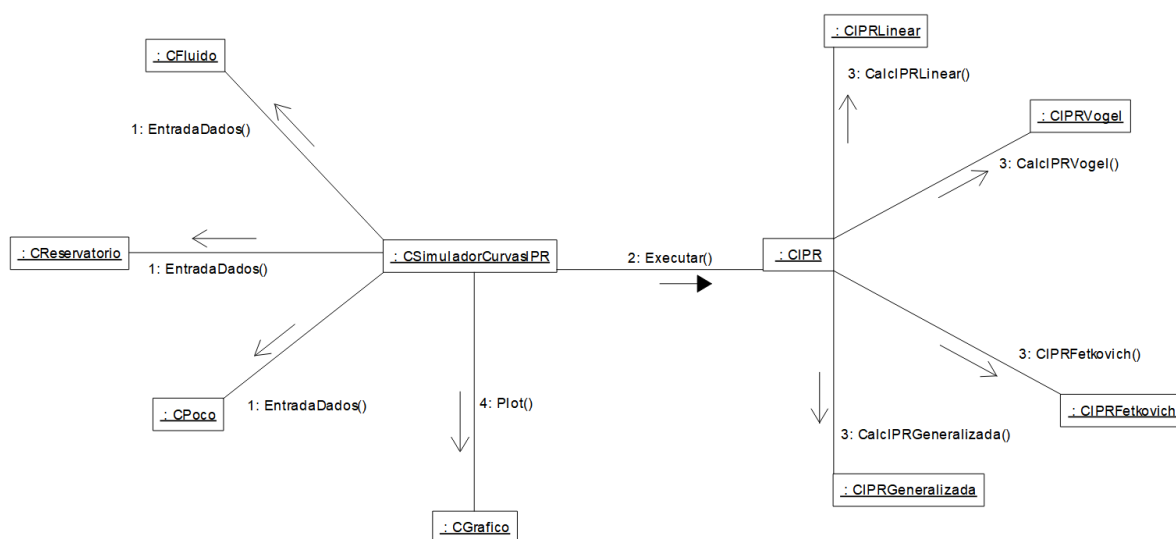 : CIPRLinear
: CFluido
3: CalcIPRLinear()
: CIPRVogel
1: EntradaDados()
3: CalcIPRVogel()
: CReservatorio
: CSimuladorCurvasIPR
2: Executar()
: CIPR
1: EntradaDados()
3: CIPRFetkovich()
: CPoco
1: EntradaDados()
4: Plot()
: CIPRFetkovich
3: CalcIPRGeneralizada()
: CIPRGeneralizada
: CGrafico